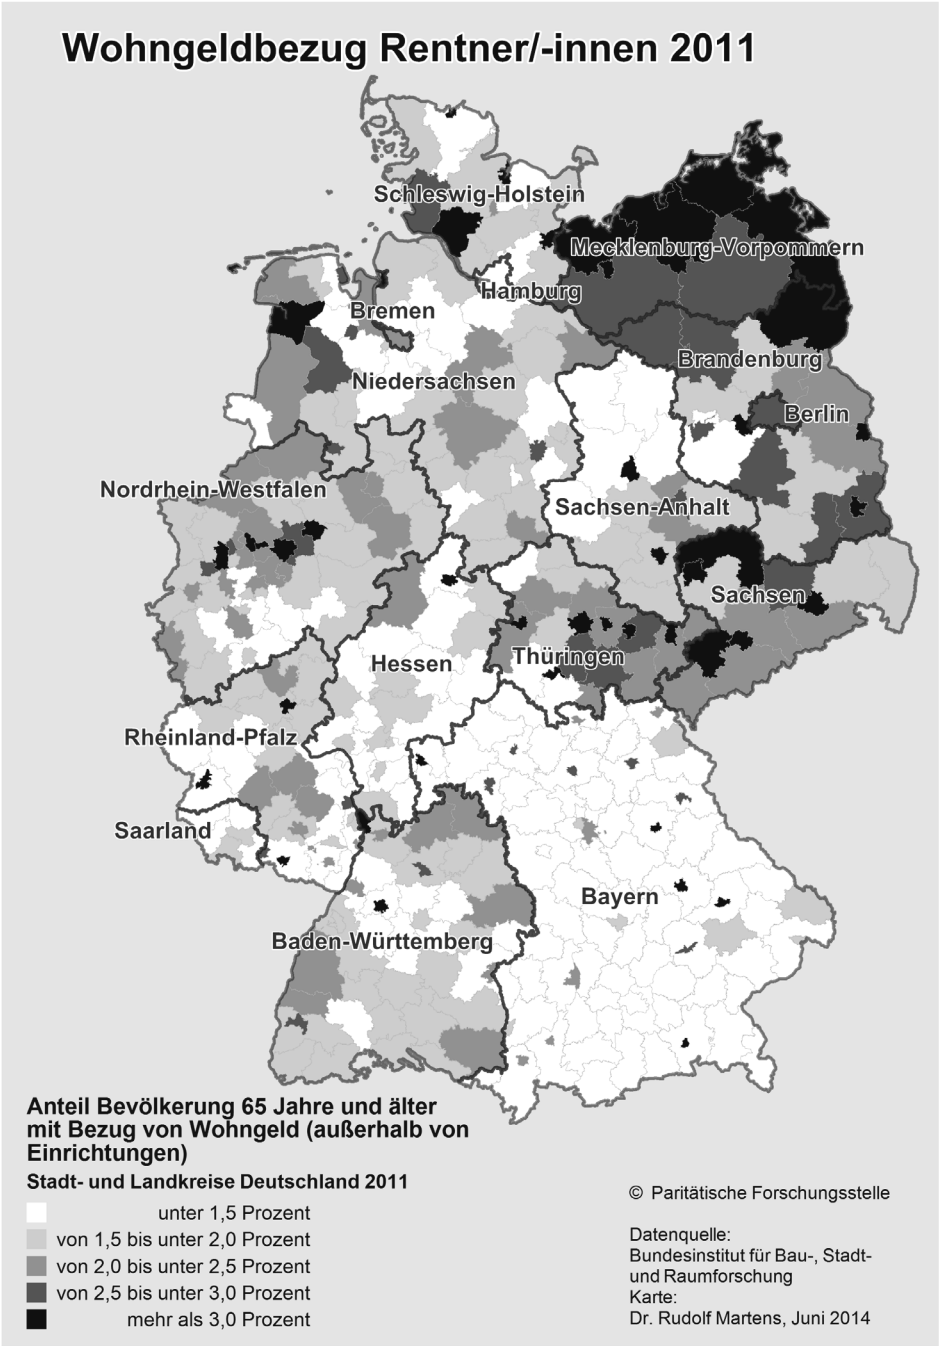 Wohngeldbezug Rentner/-innen 2011
Schleswig-Holstein
Mecklenburg-Vorpommern
Hamburg
Bremen
Brandenburg
Niedersachsen
Berlin
Nordrhein-Westfalen
Sachsen-Anhalt
Sachsen
Thüringen
Hessen
Rheinland-Pfalz
Saarland
Bayern
Baden-Württemberg
Anteil Bevölkerung 65 Jahre und älter
mit Bezug von Wohngeld (außerhalb von
Einrichtungen)
Stadt- und Landkreise Deutschland 2011
unter 1,5 Prozent
von 1,5 bis unter 2,0 Prozent
von 2,0 bis unter 2,5 Prozent
von 2,5 bis unter 3,0 Prozent
mehr als 3,0 Prozent
© Paritätische Forschungsstelle
Datenquelle:
Bundesinstitut für Bau-, Stadt-
und Raumforschung
Karte:
Dr. Rudolf Martens, Juni 2014